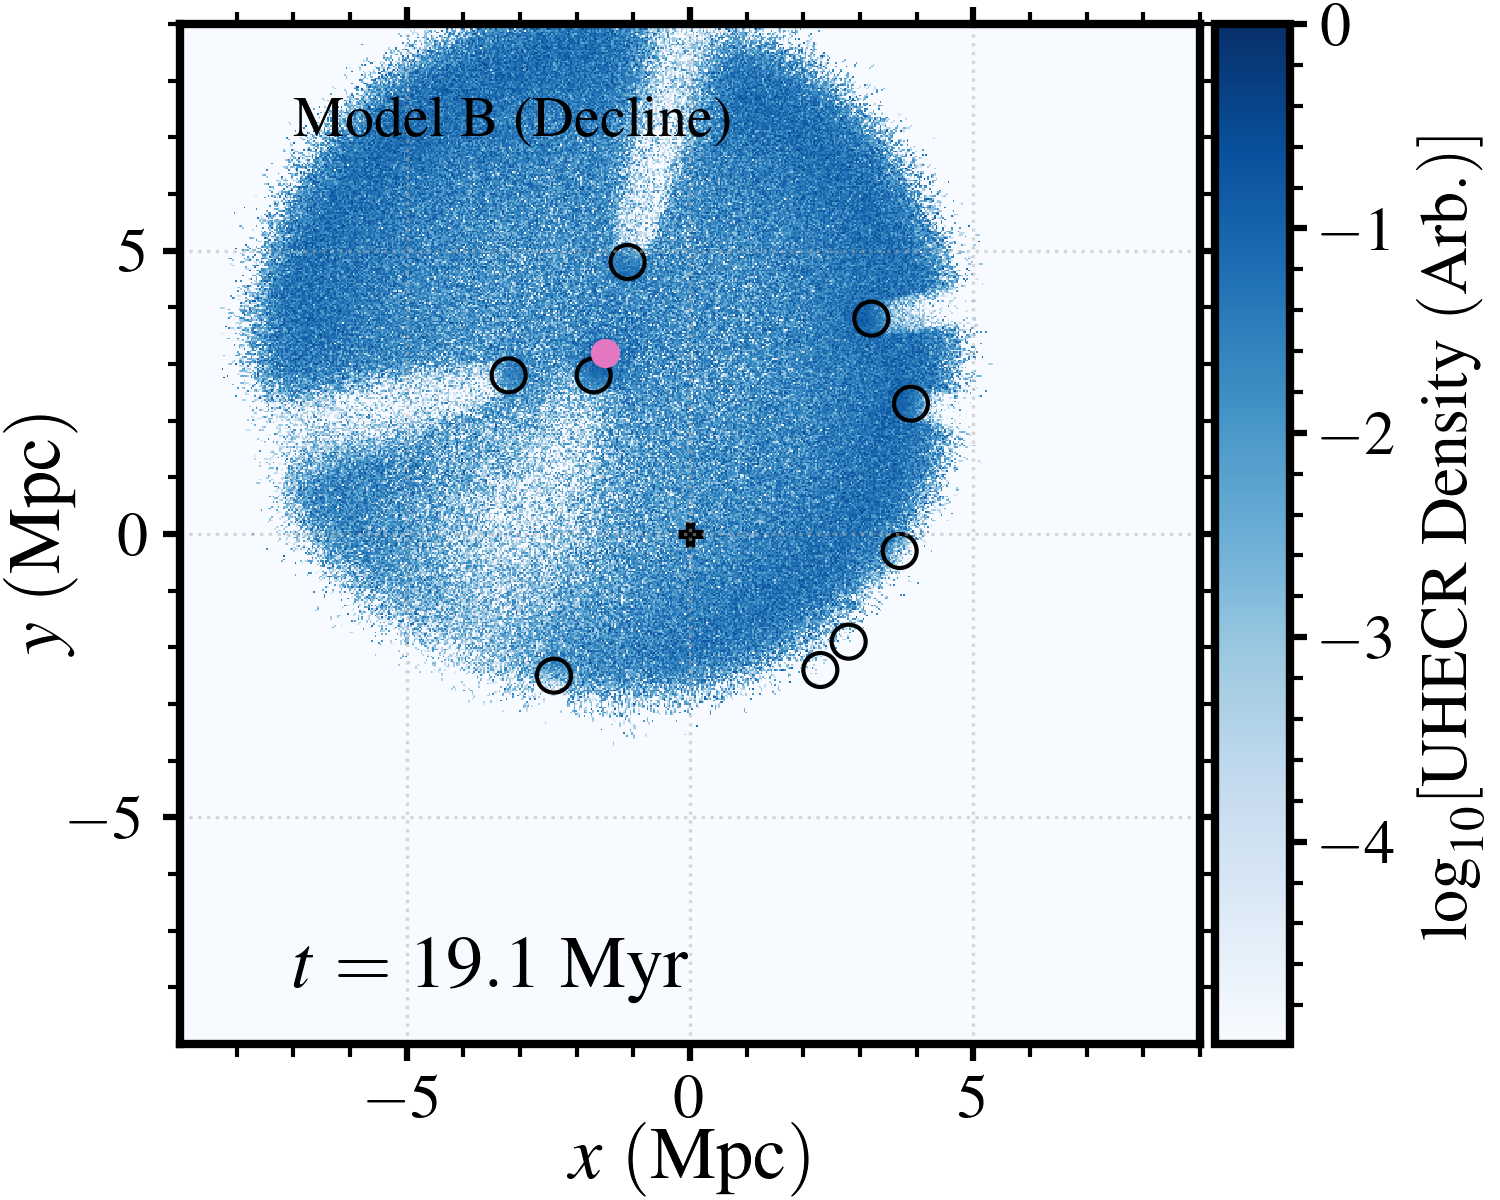 Model B (Decline)
t = 19.1 Myr
5
0
−5
y (Mpc)
−5
0
5
x (Mpc)
0
−1
−2
−3
−4
log10[UHECR Density (Arb.)]